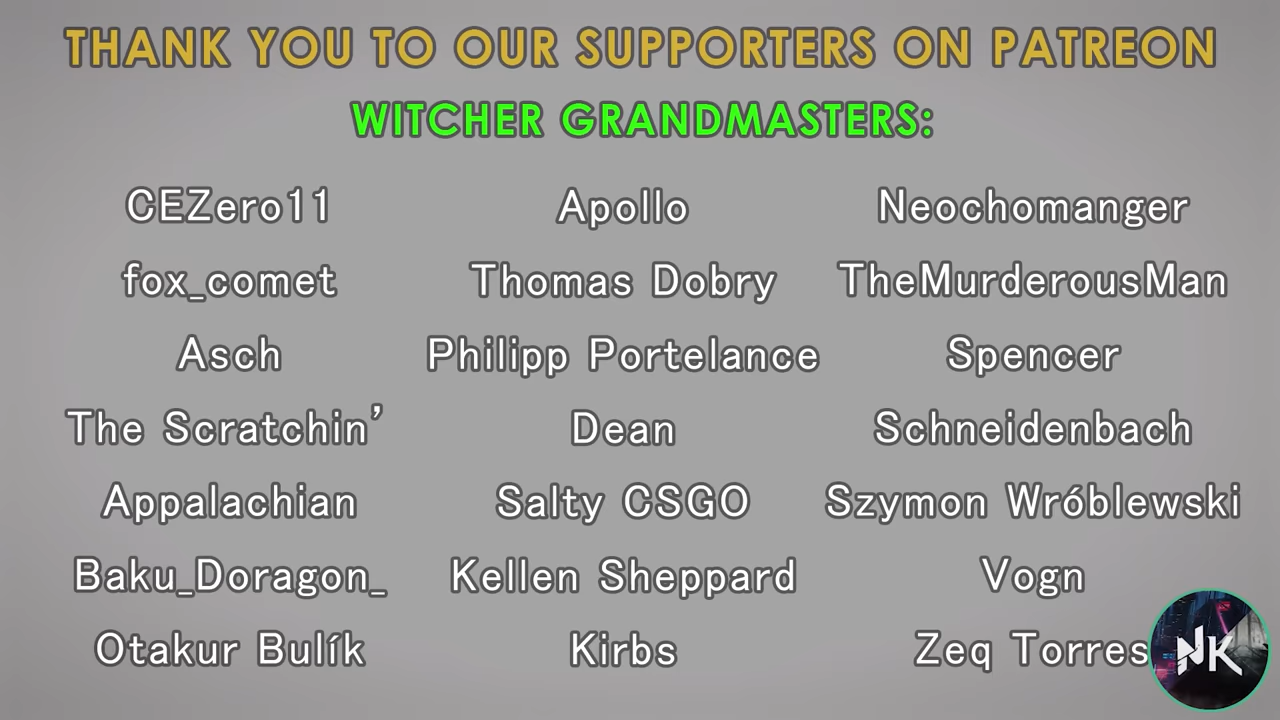 THANK YOU TO OUR SUPPORTERS ON PATREON
WITCHER GRANDMASTERS:
CEZero11
fox_comet
Asch
The Scratchin’
Appalachian
Baku_Doragon_
Otakur Bulík
Apollo
Thomas Dobry
Philipp Portelance
Dean
Salty CSGO
Kellen Sheppard
Kirbs
Neochomanger
TheMurderousMan
Spencer
Schneidenbach
Szymon Wróblewski
Vogn
Zeq Torres
NK